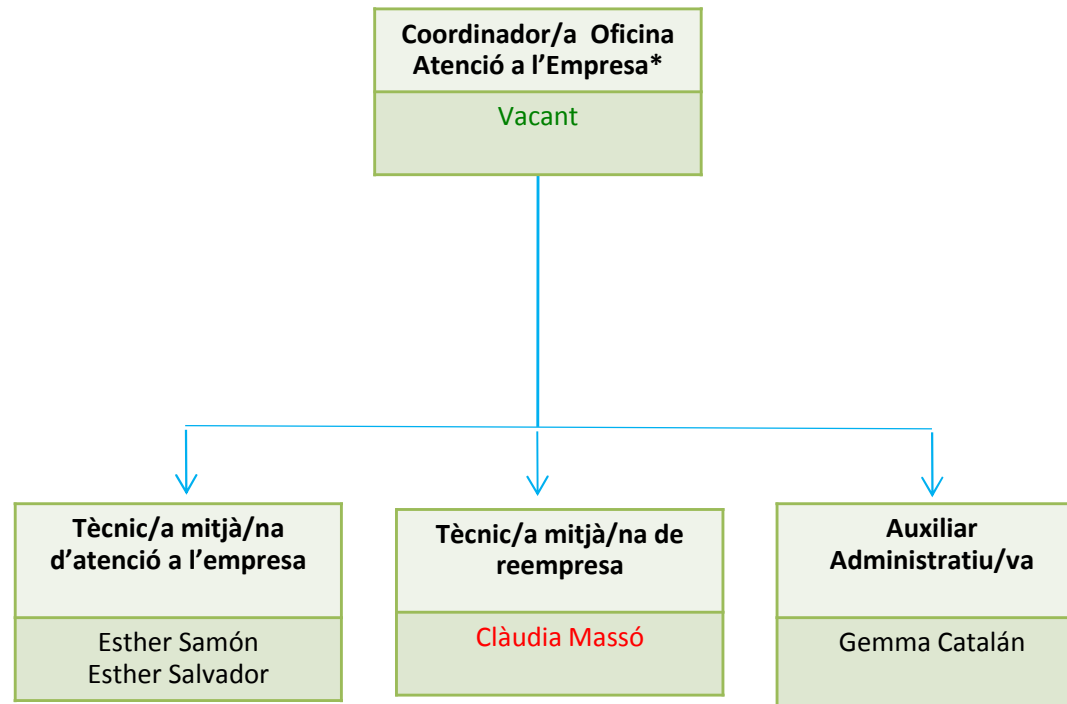 Coordinador/a Oficina
Atenció a l’Empresa*
Vacant
Tècnic/a mitjà/na
d’atenció a l’empresa
Esther Samón
Esther Salvador
Tècnic/a mitjà/na de
reempresa
Clàudia Massó
Auxiliar
Administratiu/va
Gemma Catalán